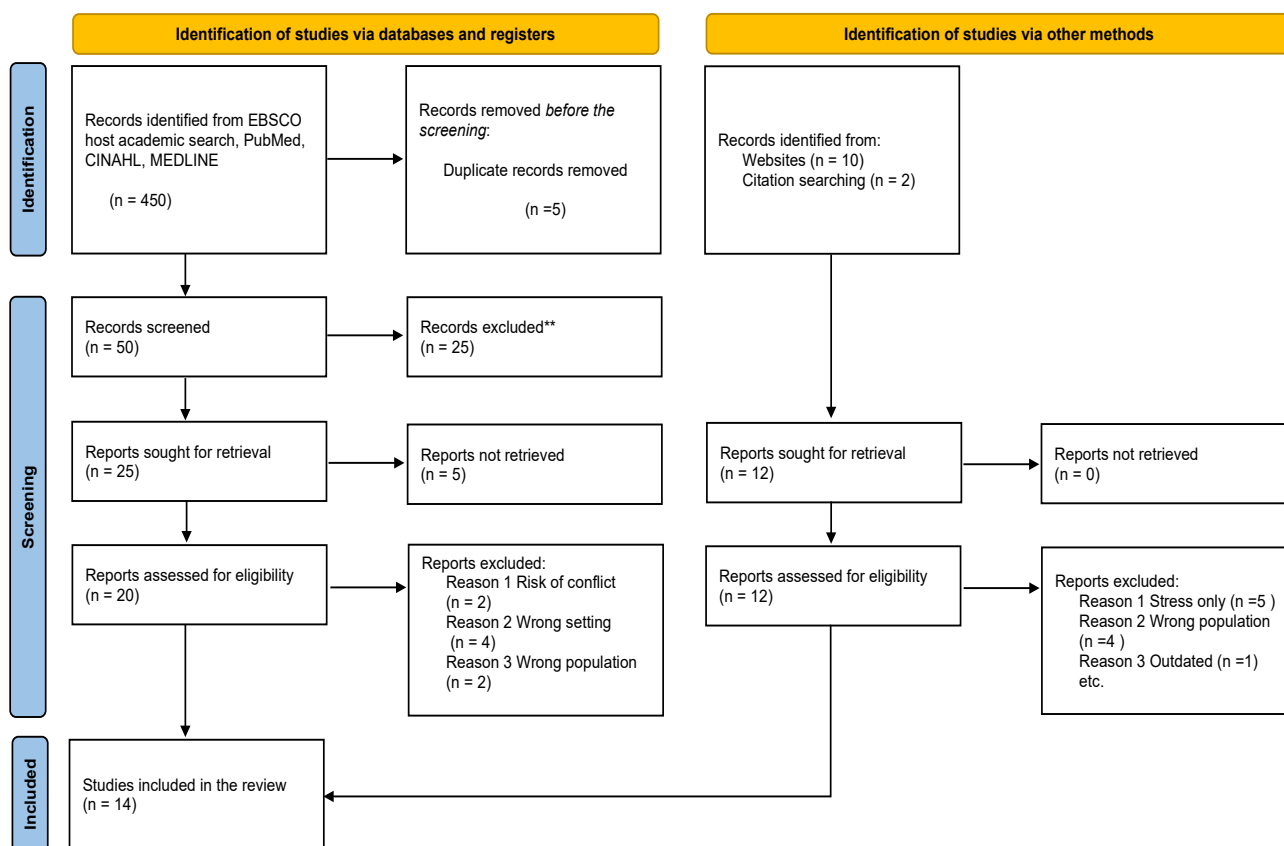 Identification of studies via databases and registers
Identification of studies via other methods
Identification
Records identified from EBSCO
host academic search, PubMed,
CINAHL, MEDLINE
(n = 450)
Records removed before the
screening:
Duplicate records removed
(n =5)
Records identified from:
Websites (n = 10)
Citation searching (n = 2)
Screening
Records screened
(n = 50)
Records excluded**
(n = 25)
Reports sought for retrieval
(n = 25)
Reports not retrieved
(n = 5)
Reports sought for retrieval
(n = 12)
Reports not retrieved
(n = 0)
Reports assessed for eligibility
(n = 20)
Reports excluded:
Reason 1 Risk of conflict
(n = 2)
Reason 2 Wrong setting
(n = 4)
Reason 3 Wrong population
(n = 2)
Reports assessed for eligibility
(n = 12)
Reports excluded:
Reason 1 Stress only (n =5 )
Reason 2 Wrong population
(n =4 )
Reason 3 Outdated (n =1)
etc.
Included
Studies included in the review
(n = 14)